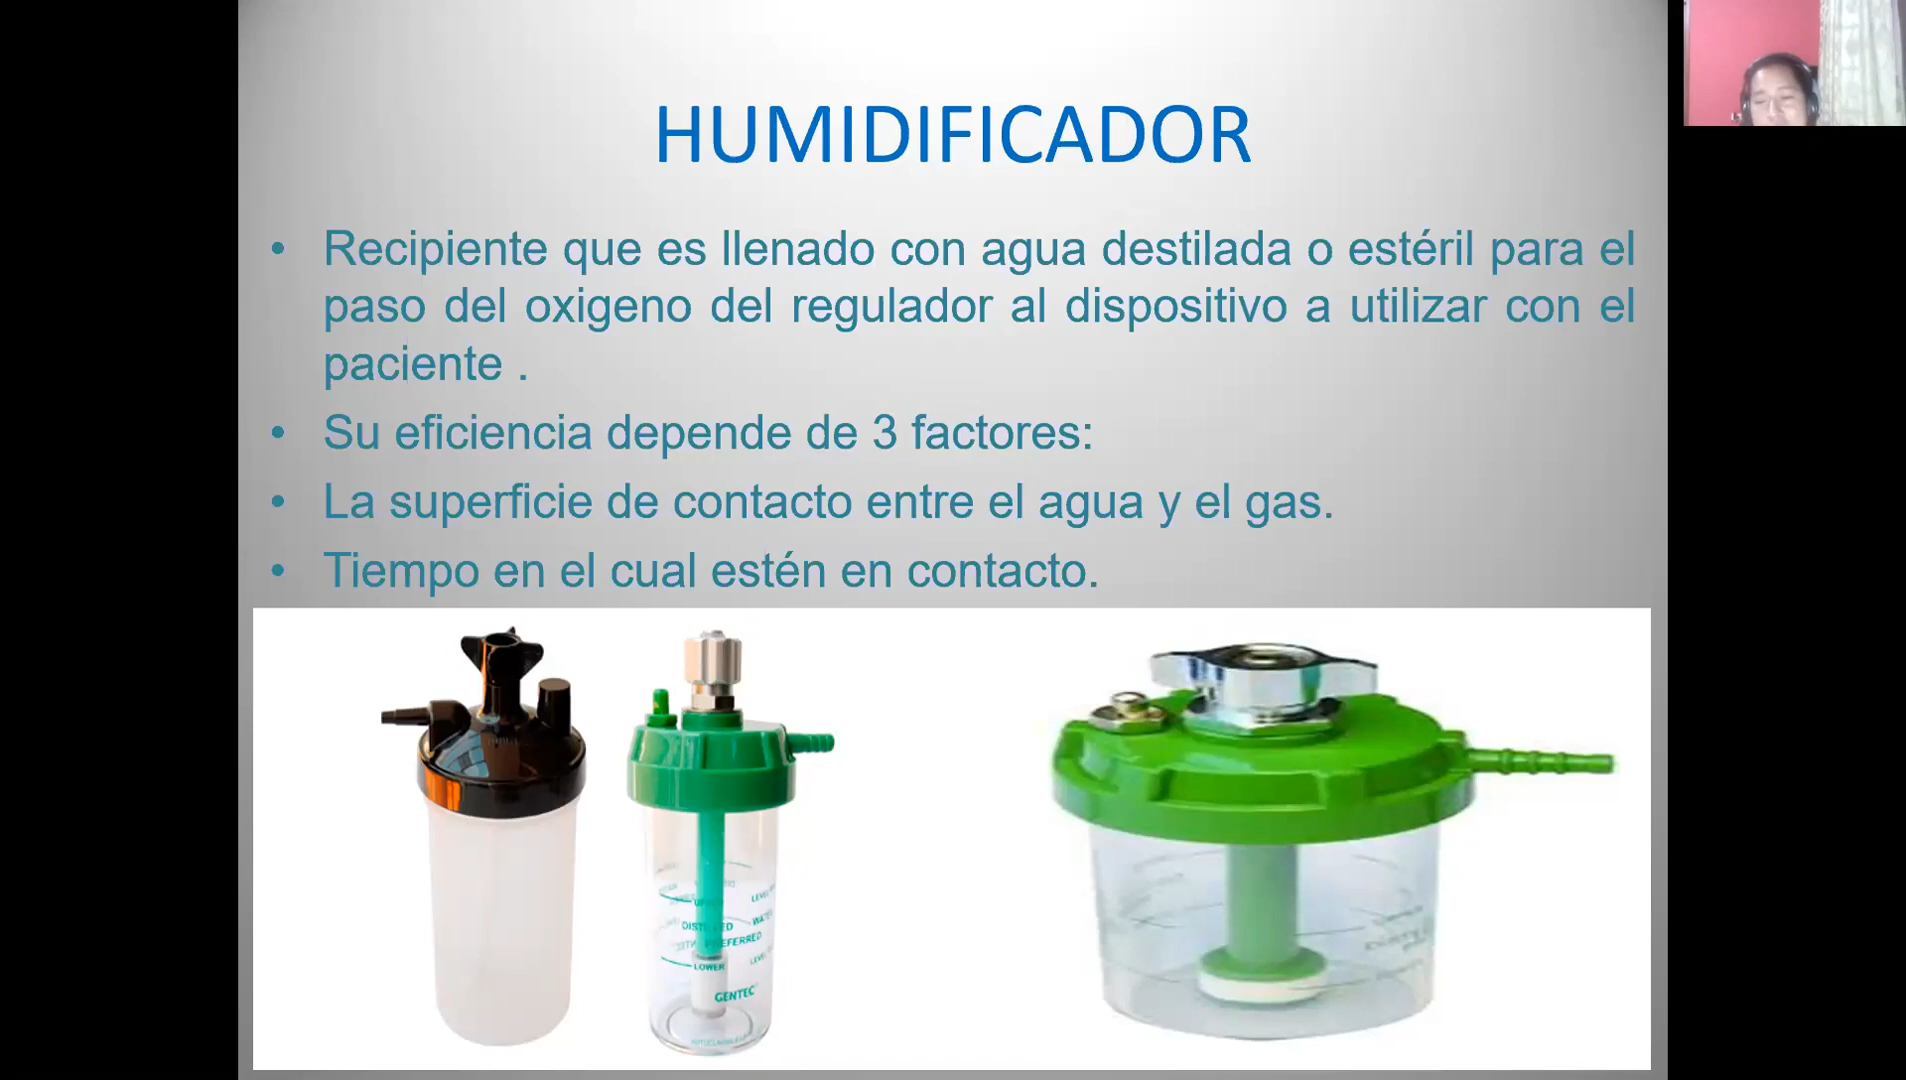 HUMIDIFICADOR
• Recipiente que es llenado con agua destilada o estéril para el
paso del oxigeno del regulador al dispositivo a utilizar con el
paciente .
• Su eficiencia depende de 3 factores:
• La superficie de contacto entre el agua y el gas.
• Tiempo en el cual estén en contacto.
LOWER
GENTEC